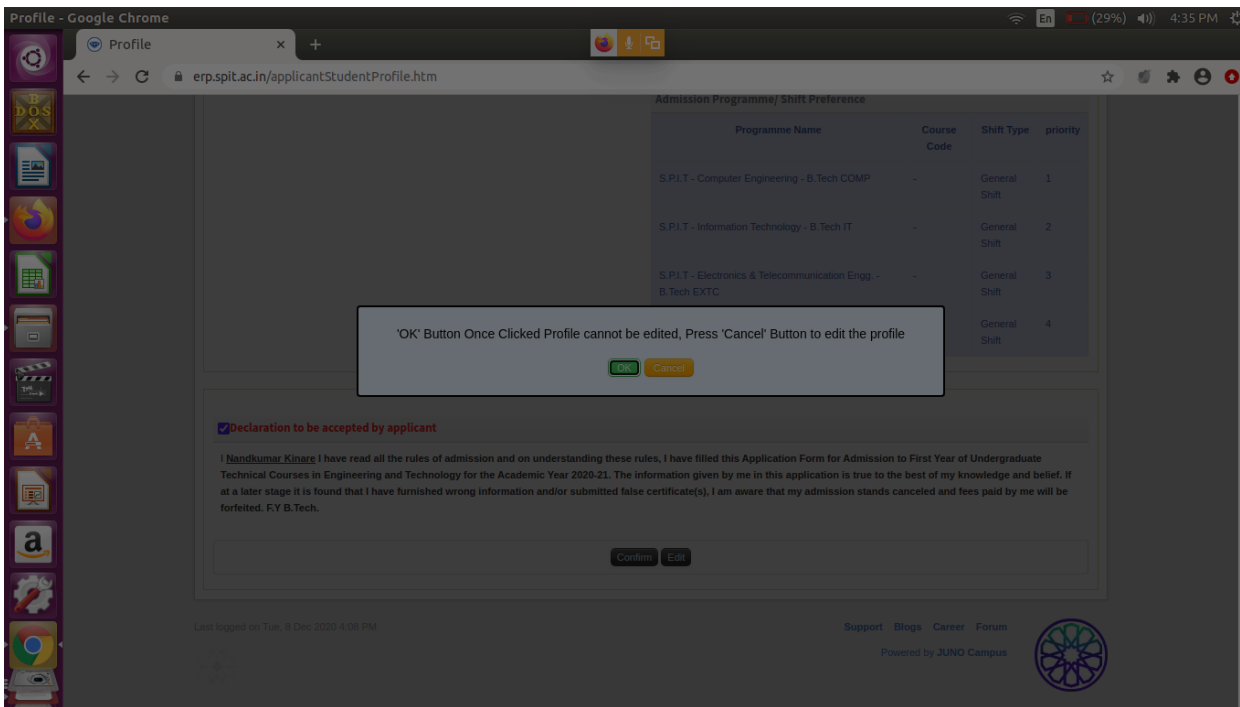 Profile - Google Chrome
En
(29%)
4:35 PM
Profile
erp.spit.ac.in/applicantStudentProfile.htm
Admission Programme/ Shift Preference
Programme Name Course Code Shift Type priority
S.P.I.T - Computer Engineering - B.Tech COMP - General Shift 1
S.P.I.T - Information Technology - B.Tech IT - General Shift 2
S.P.I.T - Electronics & Telecommunication Engg. - B.Tech EXTC - General Shift 3
General Shift 4
'OK' Button Once Clicked Profile cannot be edited, Press 'Cancel' Button to edit the profile
OK Cancel
Declaration to be accepted by applicant
I Nandkumar Kinare I have read all the rules of admission and on understanding these rules, I have filled this Application Form for Admission to First Year of Undergraduate
Technical Courses in Engineering and Technology for the Academic Year 2020-21. The information given by me in this application is true to the best of my knowledge and belief. If
at a later stage it is found that I have furnished wrong information and/or submitted false certificate(s), I am aware that my admission stands canceled and fees paid by me will be
forfeited. F.Y B.Tech.
Confirm Edit
Last logged on Tue, 8 Dec 2020 4:08 PM
Support Blogs Career Forum
Powered by JUNO Campus